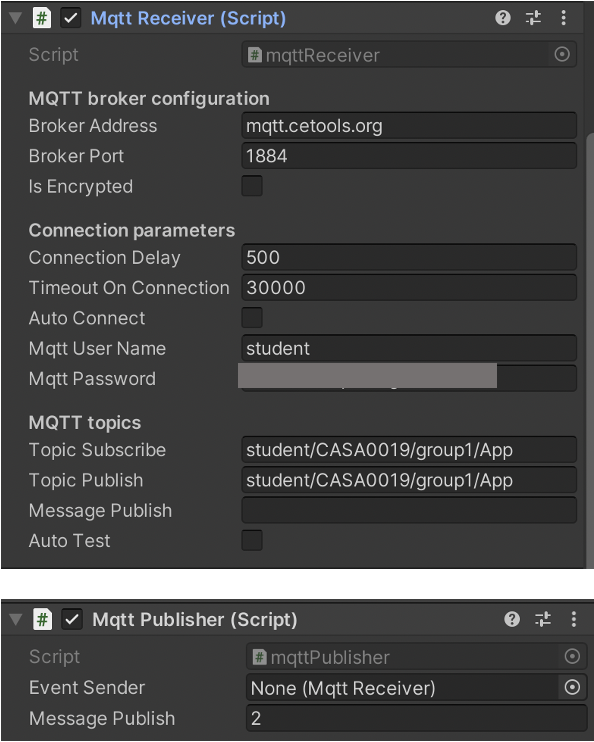 Mqtt Receiver (Script)
Script mqttReceiver
MQTT broker configuration
Broker Address mqtt.cetools.org
Broker Port 1884
Is Encrypted
Connection parameters
Connection Delay 500
Timeout On Connection 30000
Auto Connect
Mqtt User Name student
Mqtt Password
MQTT topics
Topic Subscribe student/CASA0019/group1/App
Topic Publish student/CASA0019/group1/App
Message Publish
Auto Test
Mqtt Publisher (Script)
Script mqttPublisher
Event Sender None (Mqtt Receiver)
Message Publish 2